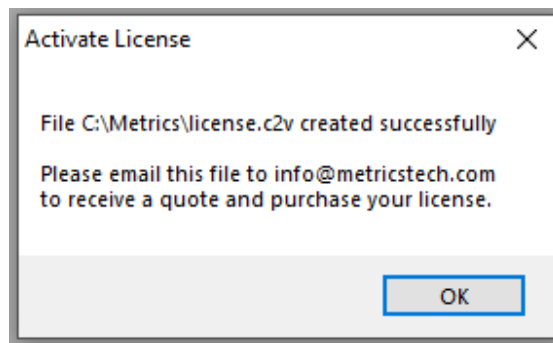 Activate License
File C:\Metrics\license.c2v created successfully
Please email this file to info@metricstech.com
to receive a quote and purchase your license.
OK